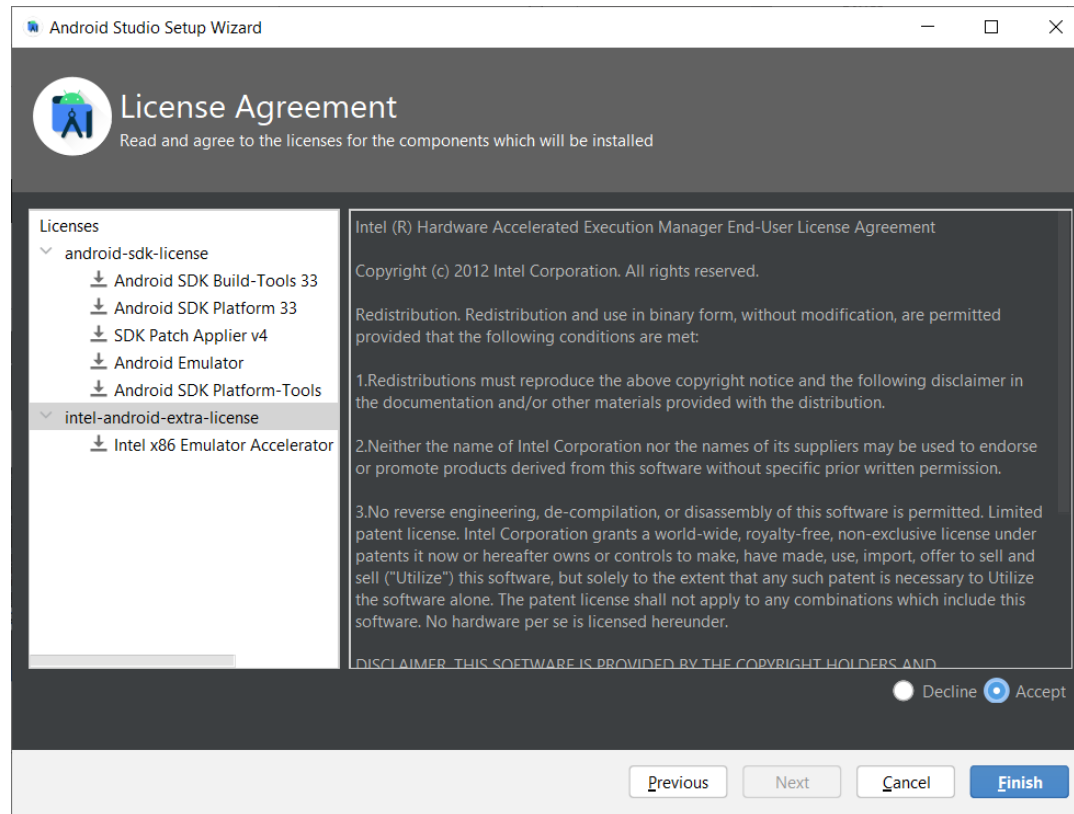 Android Studio Setup Wizard
License Agreement
Read and agree to the licenses for the components which will be installed
Licenses
android-sdk-license
Android SDK Build-Tools 33
Android SDK Platform 33
SDK Patch Applier v4
Android Emulator
Android SDK Platform-Tools
intel-android-extra-license
Intel x86 Emulator Accelerator
Intel (R) Hardware Accelerated Execution Manager End-User License Agreement
Copyright (c) 2012 Intel Corporation. All rights reserved.
Redistribution. Redistribution and use in binary form, without modification, are permitted
provided that the following conditions are met:
1.Redistributions must reproduce the above copyright notice and the following disclaimer in
the documentation and/or other materials provided with the distribution.
2.Neither the name of Intel Corporation nor the names of its suppliers may be used to endorse
or promote products derived from this software without specific prior written permission.
3.No reverse engineering, de-compilation, or disassembly of this software is permitted. Limited
patent license. Intel Corporation grants a world-wide, royalty-free, non-exclusive license under
patents it now or hereafter owns or controls to make, have made, use, import, offer to sell and
sell ("Utilize") this software, but solely to the extent that any such patent is necessary to Utilize
the software alone. The patent license shall not apply to any combinations which include this
software. No hardware per se is licensed hereunder.
DISCLAIMER. THIS SOFTWARE IS PROVIDED BY THE COPYRIGHT HOLDERS AND
Decline Accept
Previous Next Cancel Finish